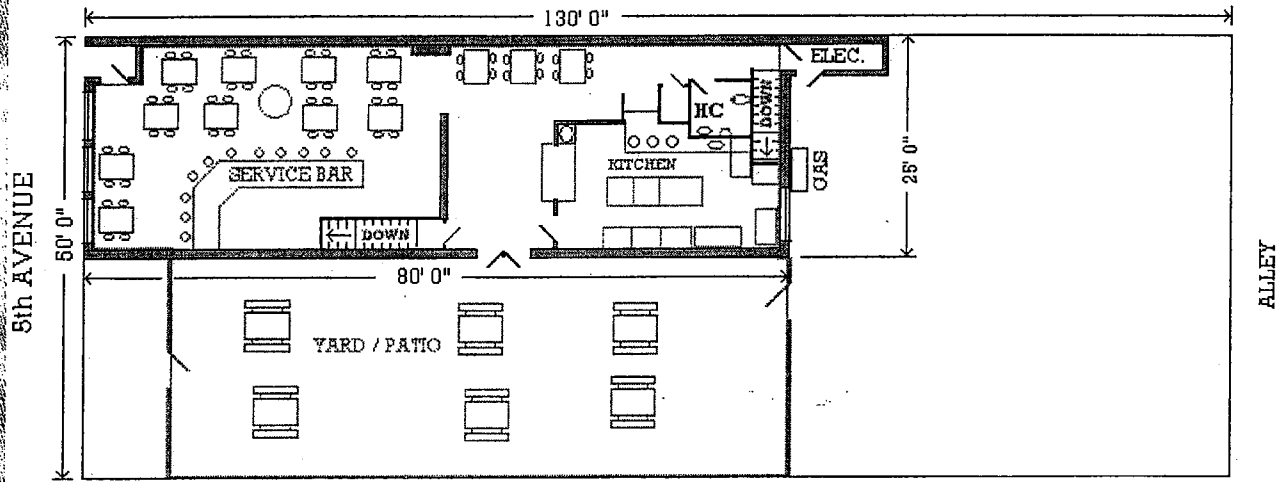 130' 0"
ELEC.
DOWN
HC
KITCHEN
GAS
25' 0"
SERVICE BAR
DOWN
5th AVENUE
50' 0"
80' 0"
YARD / PATIO
ALLEY